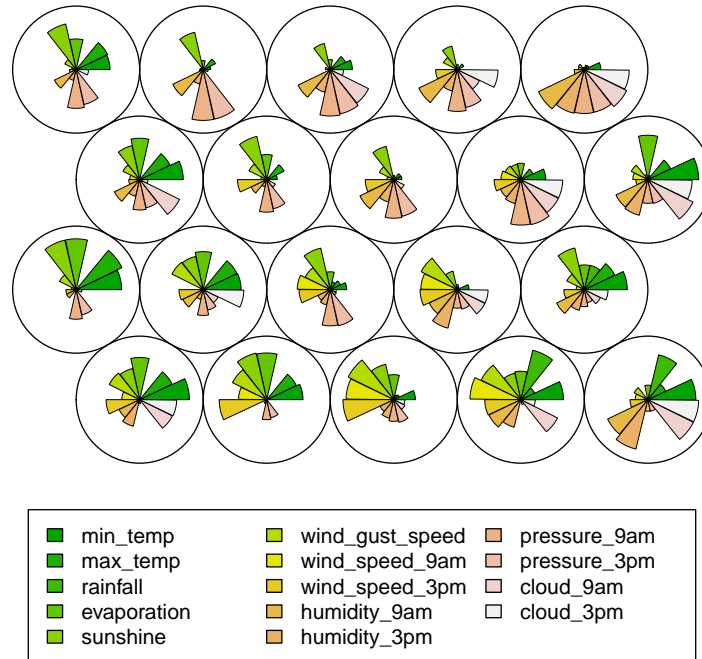 min_temp
max_temp
rainfall
evaporation
sunshine
wind_gust_speed
wind_speed_9am
wind_speed_3pm
humidity_9am
humidity_3pm
pressure_9am
pressure_3pm
cloud_9am
cloud_3pm